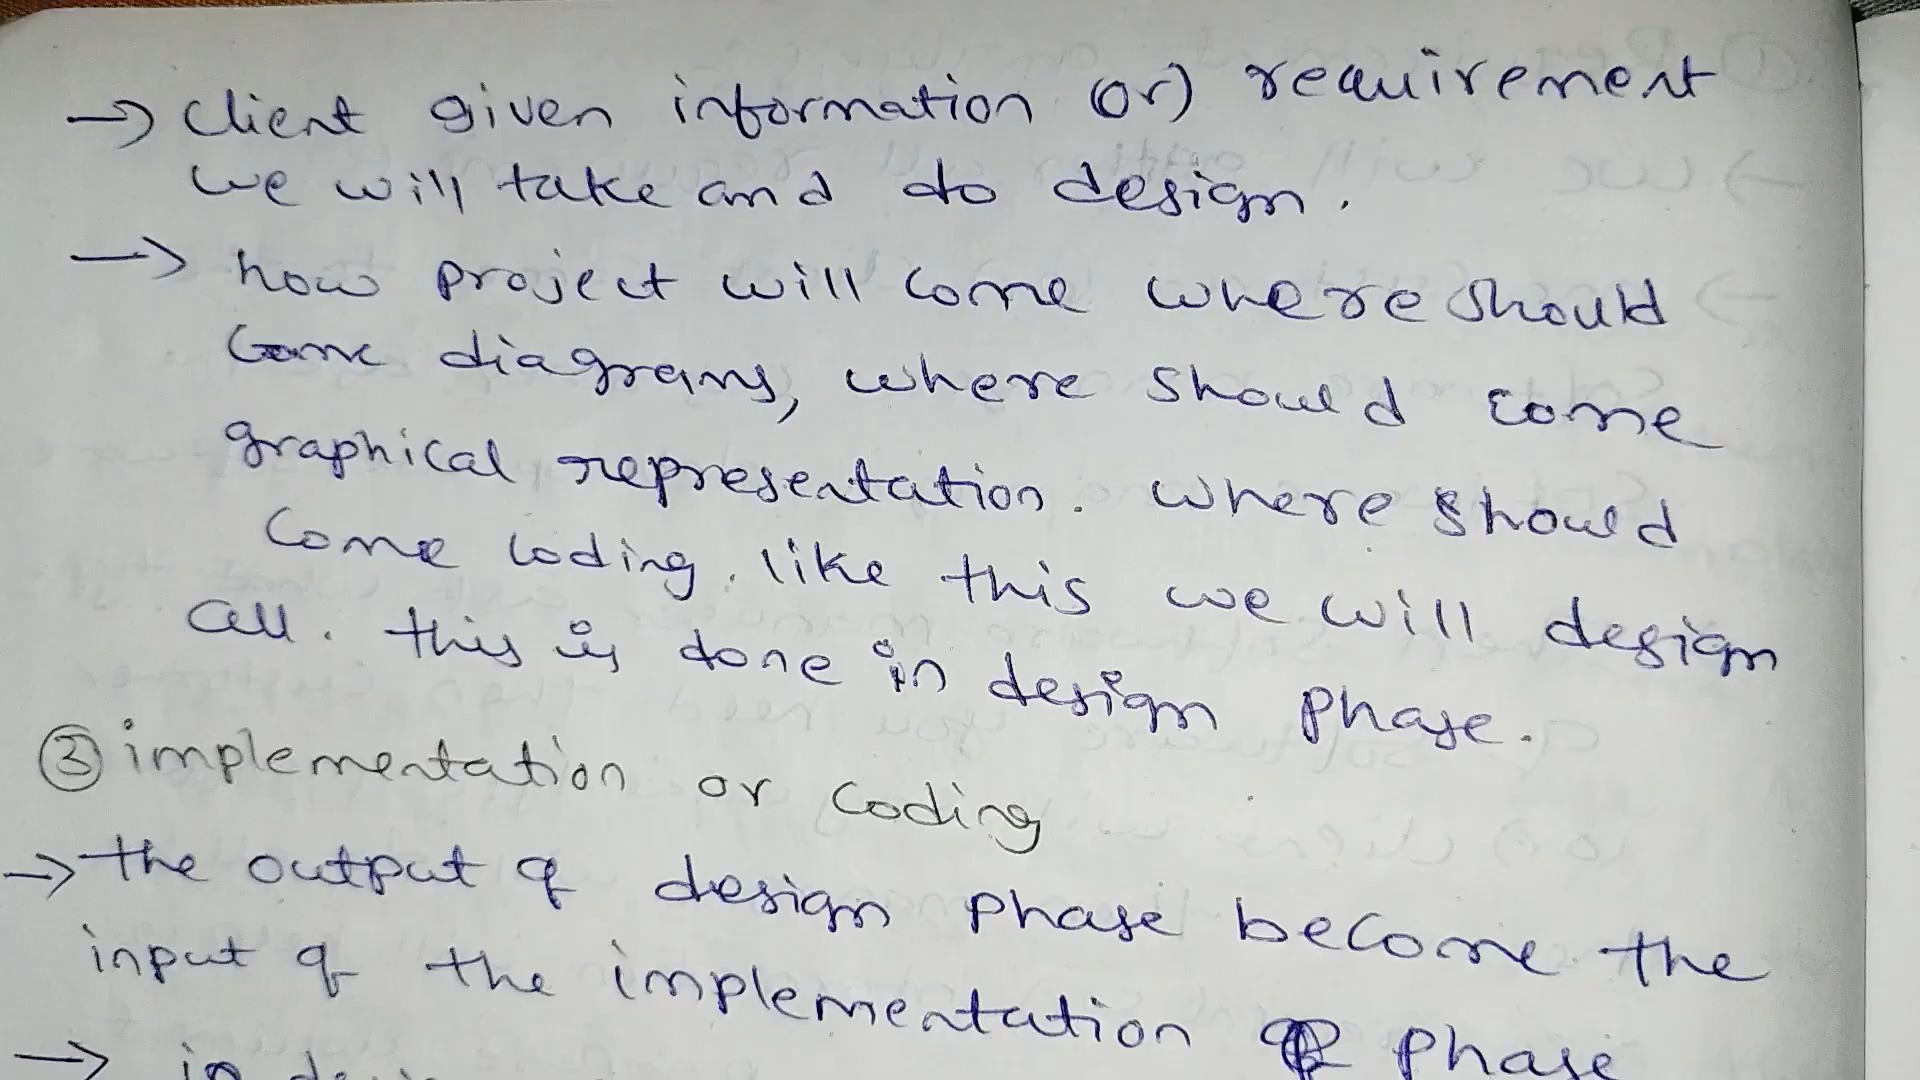 → client given information (or) requirement
we will take and do design.
→ how project will come where should
come diagrams, where should come
graphical representation. where should
come coding. like this we will design
all. this is done in design phase.
③ implementation or coding
→ the output of design phase become the
input of the implementation phase
→ in